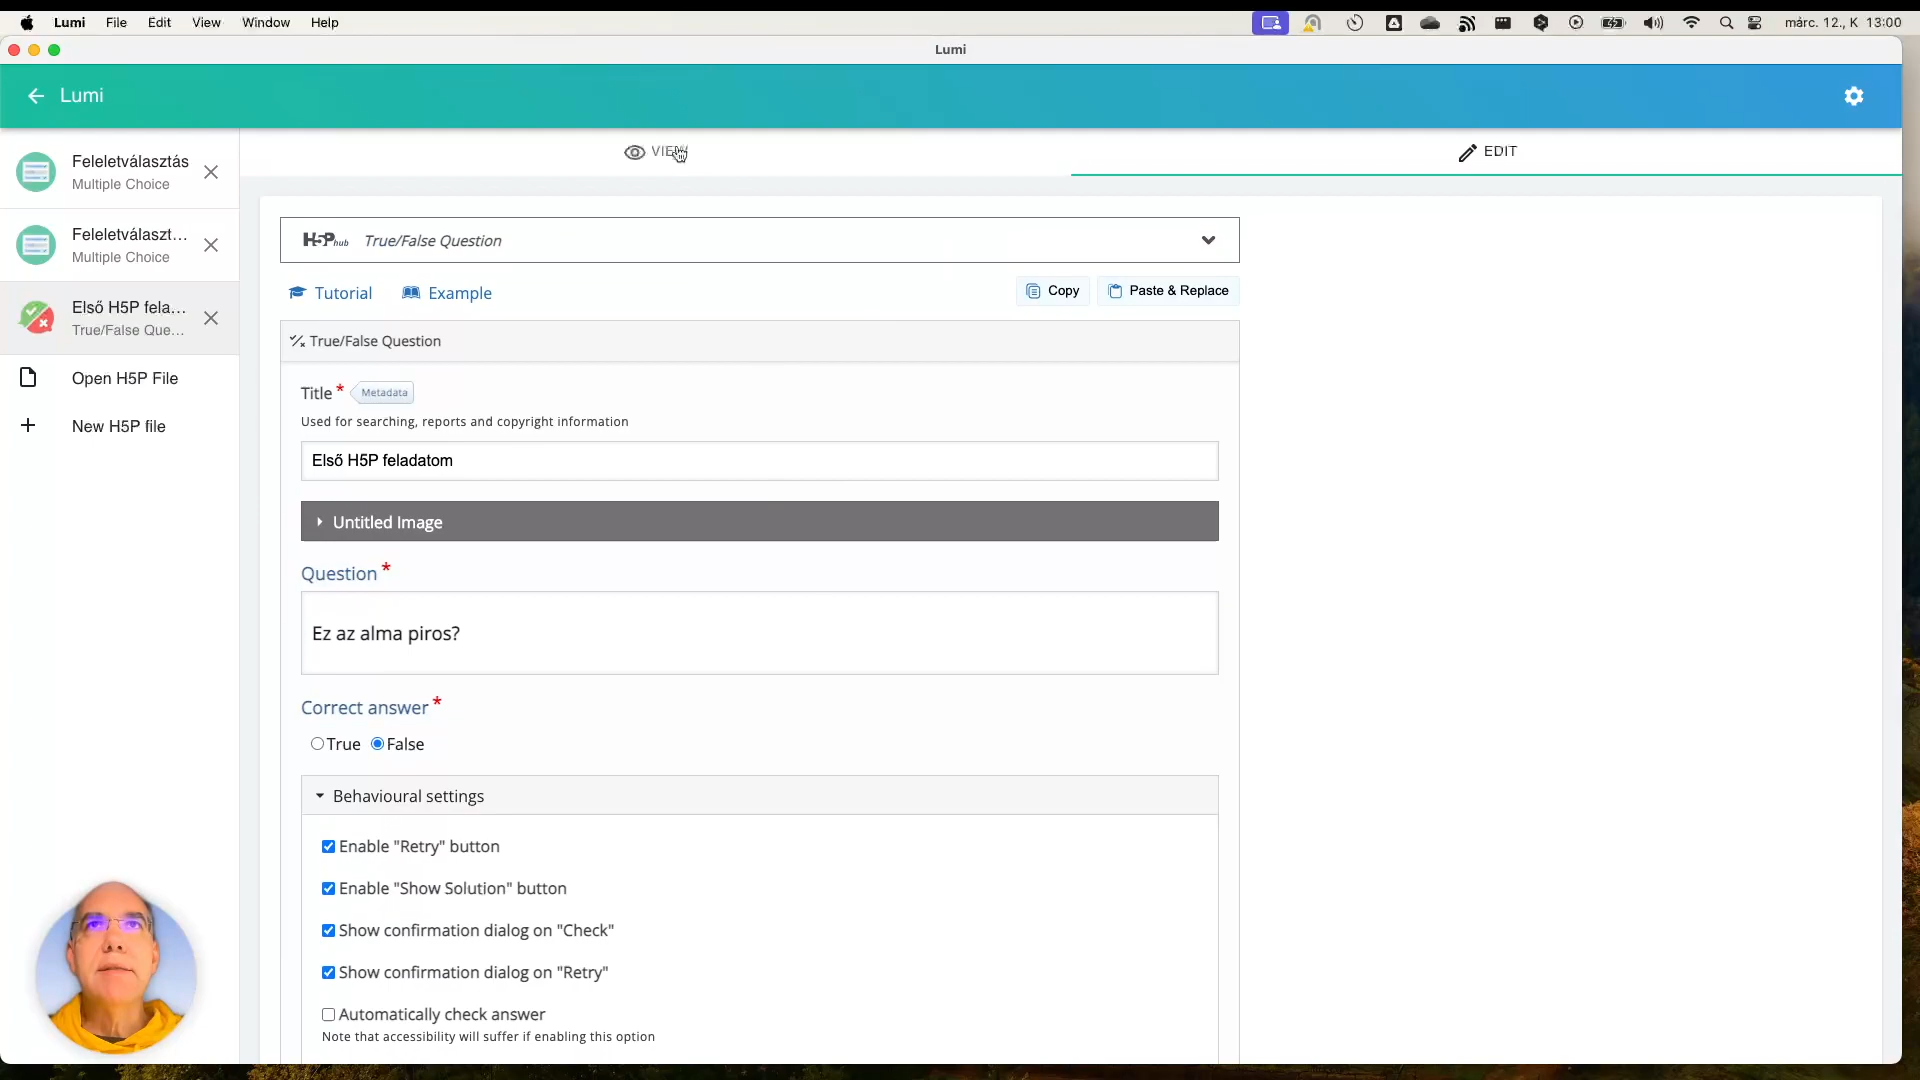 Lumi File Edit View Window Help
márc. 12., K 13:00
Lumi
Lumi
Feleletválasztás
Multiple Choice
Feleletválaszt...
Multiple Choice
Első H5P fela...
True/False Que...
Open H5P File
New H5P file
VIEW
EDIT
H5Phub True/False Question
Tutorial Example
Copy Paste & Replace
True/False Question
Title * Metadata
Used for searching, reports and copyright information
Első H5P feladatom
Untitled Image
Question *
Ez az alma piros?
Correct answer *
True False
Behavioural settings
Enable "Retry" button
Enable "Show Solution" button
Show confirmation dialog on "Check"
Show confirmation dialog on "Retry"
Automatically check answer
Note that accessibility will suffer if enabling this option